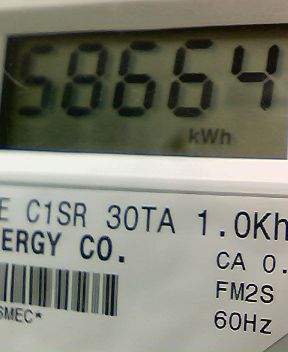 58664
kWh
E C1SR 30TA 1.0Kh
ERGY CO.
CA 0.
FM2S
SMEC*
60Hz